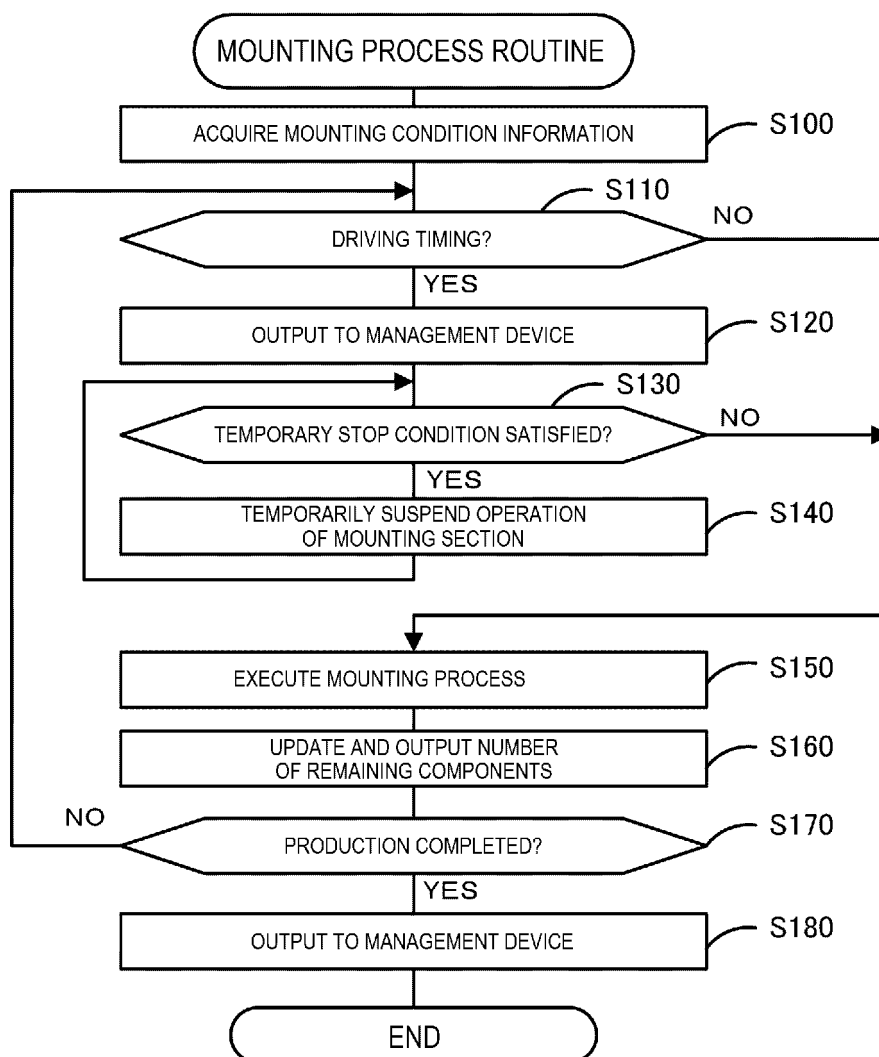 MOUNTING PROCESS ROUTINE
ACQUIRE MOUNTING CONDITION INFORMATION
S100
S110
DRIVING TIMING?
NO
YES
OUTPUT TO MANAGEMENT DEVICE
S120
S130
TEMPORARY STOP CONDITION SATISFIED?
NO
YES
TEMPORARILY SUSPEND OPERATION
OF MOUNTING SECTION
S140
EXECUTE MOUNTING PROCESS
S150
UPDATE AND OUTPUT NUMBER
OF REMAINING COMPONENTS
S160
NO
PRODUCTION COMPLETED?
S170
YES
OUTPUT TO MANAGEMENT DEVICE
S180
END